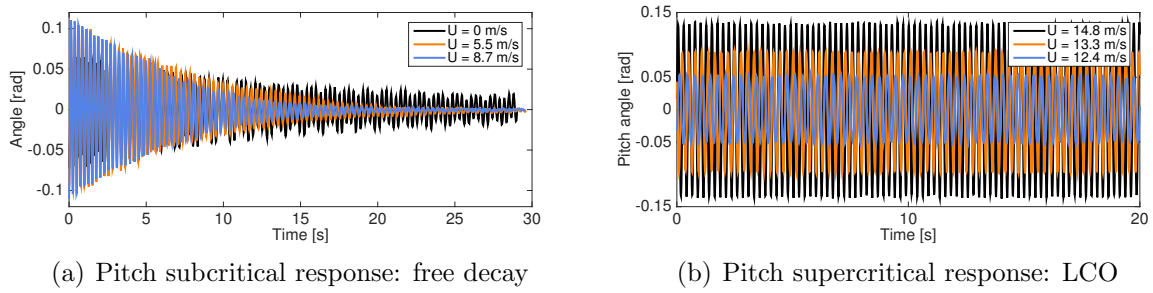 0.1
0.05
0
-0.05
-0.1
Angle [rad]
U = 0 m/s
U = 5.5 m/s
U = 8.7 m/s
0 5 10 15 20 25 30
Time [s]
(a) Pitch subcritical response: free decay
0.15
0.05
0
-0.05
-0.15
Pitch angle [rad]
U = 14.8 m/s
U = 13.3 m/s
U = 12.4 m/s
0 10 20
Time [s]
(b) Pitch supercritical response: LCO